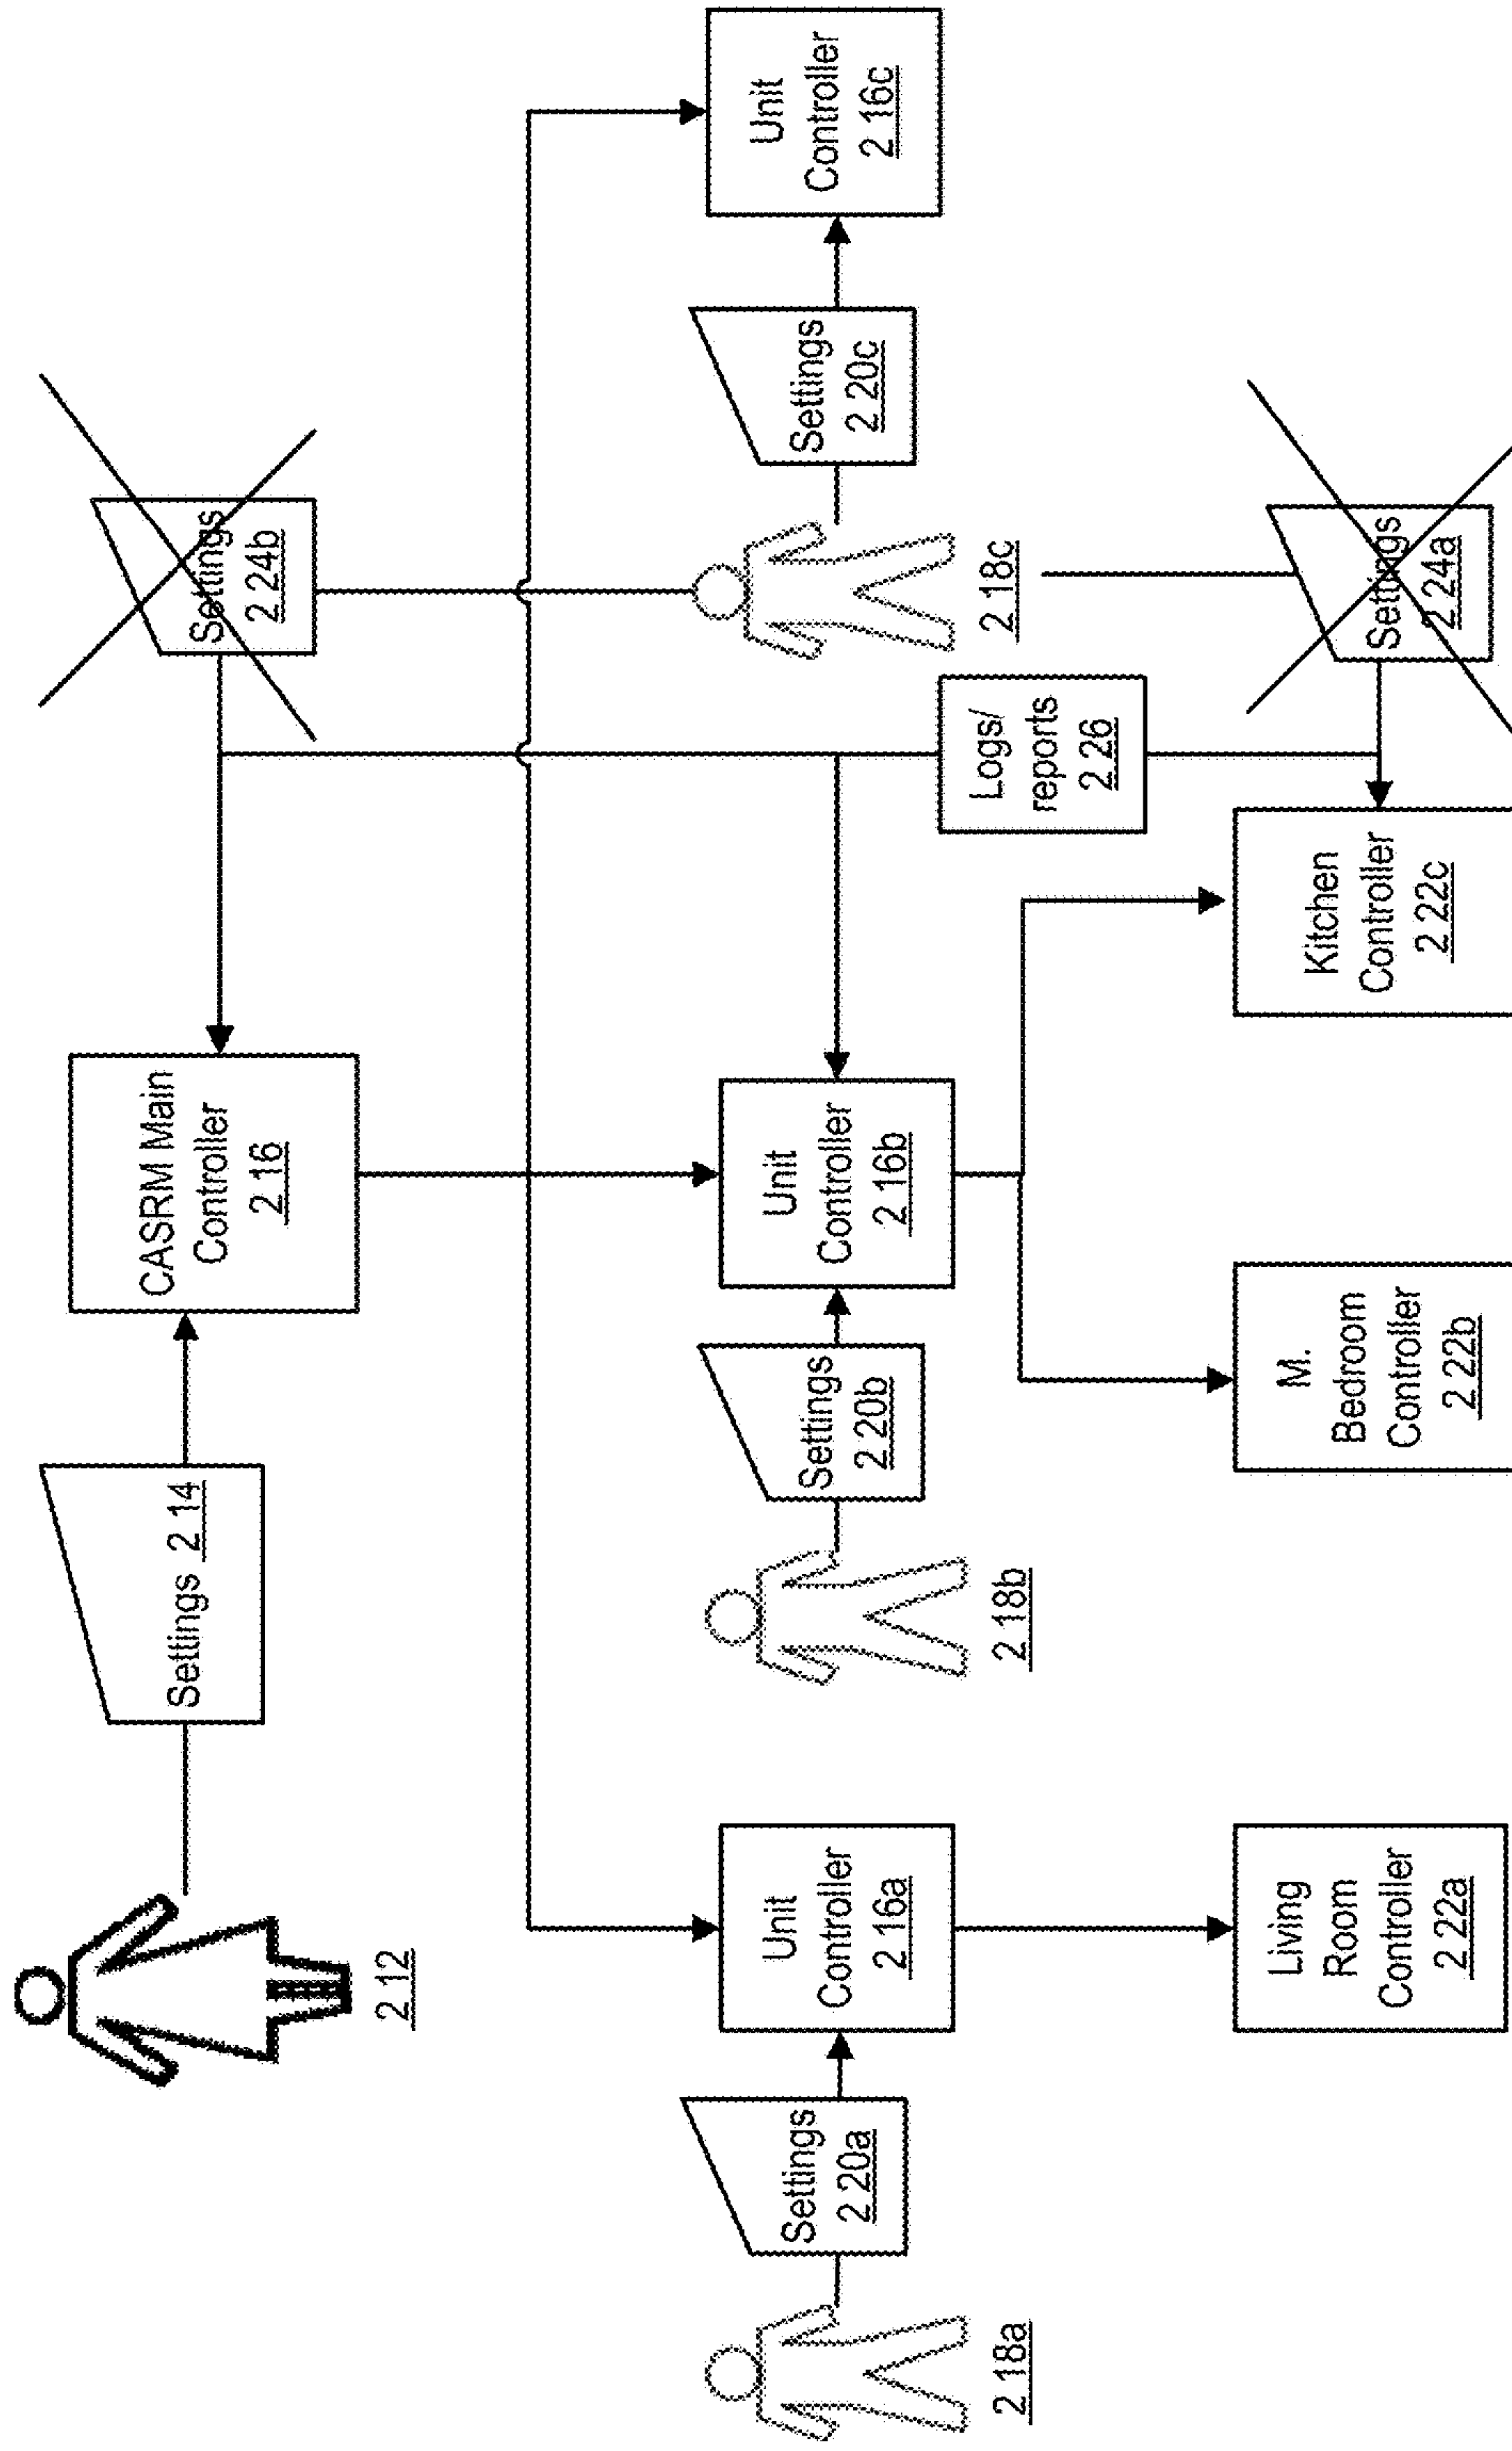 2 12
Settings 2 14
CASRM Main
Controller
2 16
Settings
2 24b
2 18a
Settings
2 20a
Unit
Controller
2 16a
2 18b
Settings
2 20b
Unit
Controller
2 16b
2 18c
Settings
2 20c
Unit
Controller
2 16c
Logs/
reports
2 26
Living
Room
Controller
2 22a
M.
Bedroom
Controller
2 22b
Kitchen
Controller
2 22c
Settings
2 24a